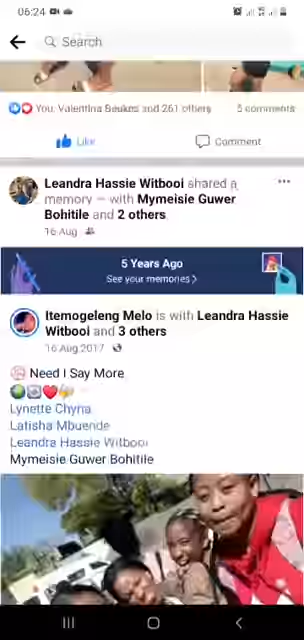 06:24
Search
You, Valentina Beukes and 261 others 5 comments
Like Comment
Leandra Hassie Witbooi shared a
memory — with Mymeisie Guwer
Bohitile and 2 others
16 Aug
5 Years Ago
See your memories >
Itemogeleng Melo is with Leandra Hassie
Witbooi and 3 others
16 Aug 2017
Need I Say More
Lynette Chyna
Latisha Mbuende
Leandra Hassie Witbooi
Mymeisie Guwer Bohitile